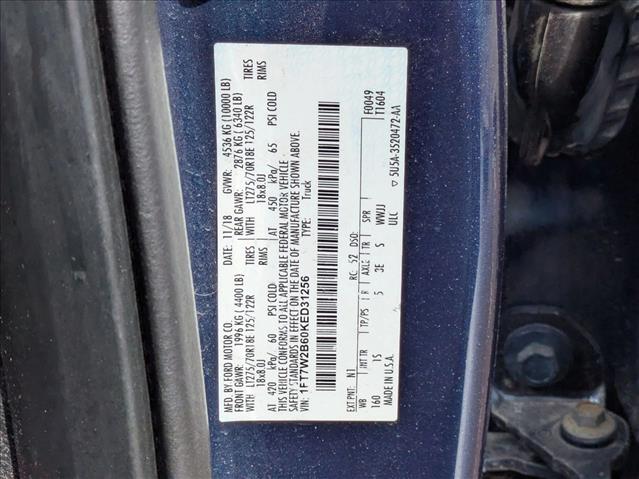 MFD. BY FORD MOTOR CO.
DATE: 11/18 GVWR: 4536 KG (10000 LB)
FRONT GAWR: 1996 KG (4400 LB) REAR GAWR: 2876 KG (6340 LB)
WITH LT275/70R18E 125/122R TIRES WITH LT275/70R18E 125/122R TIRES
18x8.0J RIMS 18x8.0J RIMS
AT 420 kPa/ 60 PSI COLD AT 450 kPa/ 65 PSI COLD
THIS VEHICLE CONFORMS TO ALL APPLICABLE FEDERAL MOTOR VEHICLE
SAFETY STANDARDS IN EFFECT ON THE DATE OF MANUFACTURE SHOWN ABOVE.
VIN: 1FT7W2B60KED31256 TYPE: Truck
F0049
EXT PNT: N1 RC: 52 DSO: T1604
WB INT TR TP/PS R AXLE TR SPR
160 IS 5 3E S WWJJ
MADE IN U.S.A. ULL ▽ 5U5A-3520472-AA